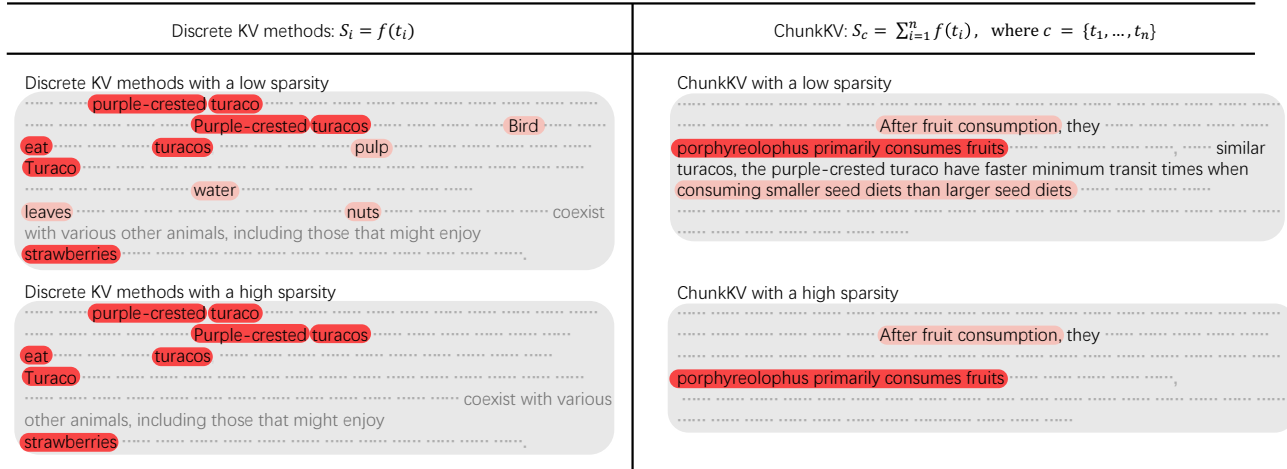 Discrete KV methods: S_i = f(t_i)
ChunkKV: S_c = ∑_{i=1}^{n} f(t_i), where c = {t_1, …, t_n}
Discrete KV methods with a low sparsity
purple-crested turaco
Purple-crested turacos Bird
eat turacos pulp
Turaco
water
leaves nuts coexist
with various other animals, including those that might enjoy
strawberries .
Discrete KV methods with a high sparsity
purple-crested turaco
Purple-crested turacos
eat turacos
Turaco
coexist with various
other animals, including those that might enjoy
strawberries .
ChunkKV with a low sparsity
After fruit consumption, they
porphyreolophus primarily consumes fruits , similar
turacos, the purple-crested turaco have faster minimum transit times when
consuming smaller seed diets than larger seed diets
.
ChunkKV with a high sparsity
After fruit consumption, they
porphyreolophus primarily consumes fruits ,
.